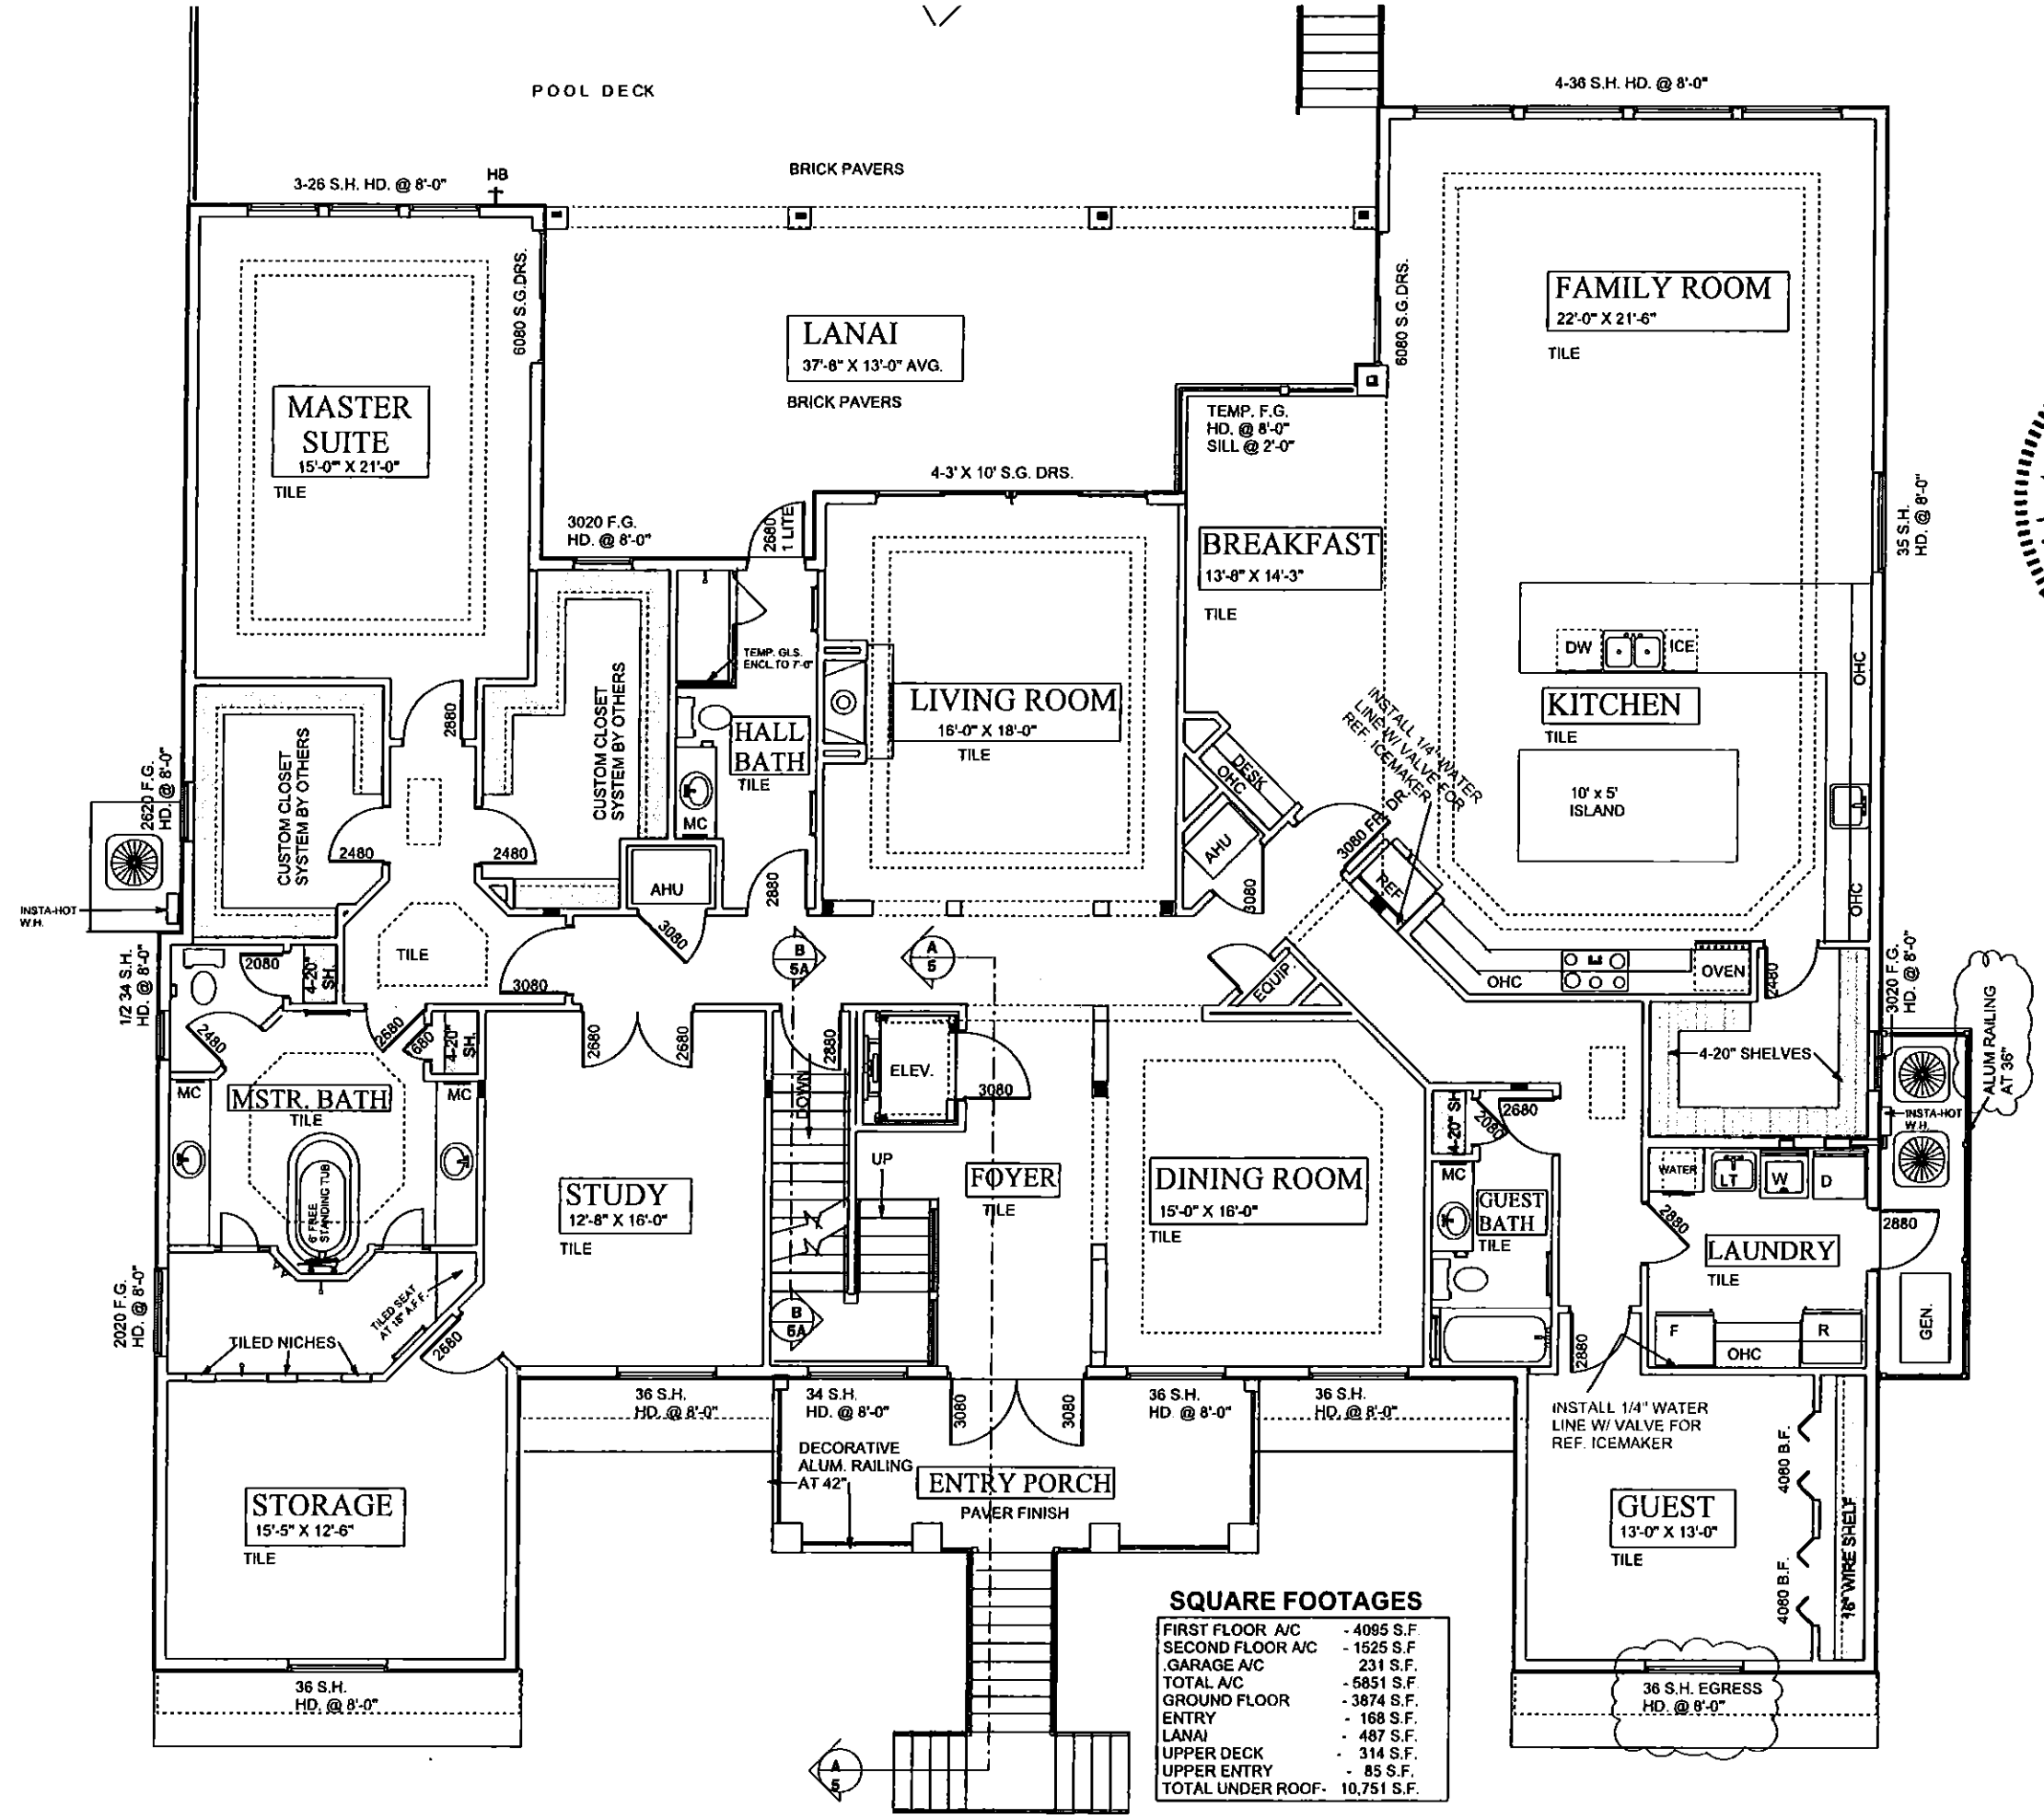 4-36 S.H. HD. @ 8'-0"
POOL DECK
BRICK PAVERS
3-26 S.H. HD. @ 8'-0"
HB
6080 S.G.DRS.
6080 S.G.DRS.
FAMILY ROOM
22'-0" X 21'-6"
TILE
LANAI
37'-8" X 13'-0" AVG.
BRICK PAVERS
MASTER
SUITE
15'-0" X 21'-0"
TILE
TEMP. F.G.
HD. @ 8'-0"
SILL @ 2'-0"
4-3' X 10' S.G. DRS.
3020 F.G.
HD. @ 8'-0"
2680
1 LITE
35 S.H.
HD. @ 8'-0"
BREAKFAST
13'-8" X 14'-3"
TILE
TEMP. GLS.
ENCL.TO 7'-0"
DW
ICE
OHC
KITCHEN
TILE
LIVING ROOM
16'-0" X 18'-0"
TILE
HALL
BATH
TILE
MC
2880
CUSTOM CLOSET
SYSTEM BY OTHERS
CUSTOM CLOSET
SYSTEM BY OTHERS
2620 F.G.
HD. @ 8'-0"
INSTALL 1/4" WATER
LINE W/ VALVE FOR
REF. ICEMAKER
DESK
OHC
10' x 5'
ISLAND
3080 FR. DR.
2480
2480
AHU
AHU
REF.
2880
3080
OHC
INSTA-HOT
W.H.
3080
TILE
3080
B
5A
A
5
EQUIP.
OHC
OVEN
2480
2080
4-20"
SH.
1/2 34 S.H.
HD. @ 8'-0"
3020 F.G.
HD. @ 8'-0"
ALUM RAILING
AT 36"
2480
2680
1680
4-20"
SH.
2680
2680
2880
DOWN
ELEV.
3080
4-20" SHELVES
MC
MSTR. BATH
TILE
MC
4-20" SH.
2080
2680
INSTA-HOT
W.H.
6' FREE
STANDING TUB
STUDY
12'-8" X 16'-0"
TILE
UP
FOYER
TILE
DINING ROOM
15'-0" X 16'-0"
TILE
MC
GUEST
BATH
TILE
WATER
LT
W
D
2880
2880
LAUNDRY
TILE
GEN.
2020 F.G.
HD. @ 8'-0"
TILED SEAT
AT 18" A.F.F.
TILED NICHES
2680
B
5A
F
R
OHC
2880
36 S.H.
HD. @ 8'-0"
34 S.H.
HD. @ 8'-0"
3080
3080
36 S.H.
HD. @ 8'-0"
36 S.H.
HD. @ 8'-0"
INSTALL 1/4" WATER
LINE W/ VALVE FOR
REF. ICEMAKER
DECORATIVE
ALUM. RAILING
AT 42"
ENTRY PORCH
PAVER FINISH
4080 B.F.
4080 B.F.
16" WIRE SHELF
STORAGE
15'-5" X 12'-6"
TILE
GUEST
13'-0" X 13'-0"
TILE
SQUARE FOOTAGES
FIRST FLOOR A/C - 4095 S.F.
SECOND FLOOR A/C - 1525 S.F
.GARAGE A/C 231 S.F.
TOTAL A/C - 5851 S.F.
GROUND FLOOR - 3874 S.F.
ENTRY - 168 S.F.
LANAI - 487 S.F.
UPPER DECK - 314 S.F.
UPPER ENTRY - 85 S.F.
TOTAL UNDER ROOF- 10,751 S.F.
36 S.H.
HD. @ 8'-0"
36 S.H. EGRESS
HD. @ 8'-0"
A
5